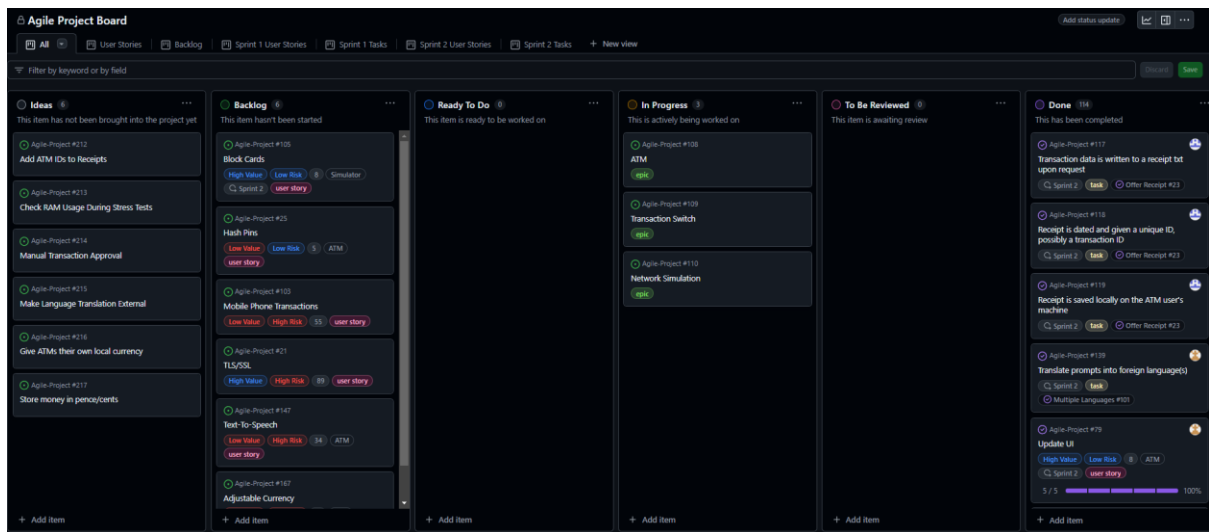 Agile Project Board
Add status update
All
User Stories
Backlog
Sprint 1 User Stories
Sprint 1 Tasks
Sprint 2 User Stories
Sprint 2 Tasks
+ New view
Filter by keyword or by field
Discard
Save
Ideas 6
This item has not been brought into the project yet
Agile-Project #212
Add ATM IDs to Receipts
Agile-Project #213
Check RAM Usage During Stress Tests
Agile-Project #214
Manual Transaction Approval
Agile-Project #215
Make Language Translation External
Agile-Project #216
Give ATMs their own local currency
Agile-Project #217
Store money in pence/cents
+ Add item
Backlog 6
This item hasn't been started
Agile-Project #105
Block Cards
High Value Low Risk 8 Simulator
Sprint 2 user story
Agile-Project #25
Hash Pins
Low Value Low Risk 5 ATM
user story
Agile-Project #103
Mobile Phone Transactions
Low Value High Risk 55 user story
Agile-Project #21
TLS/SSL
High Value High Risk 89 user story
Agile-Project #147
Text-To-Speech
Low Value High Risk 34 ATM
user story
Agile-Project #167
Adjustable Currency
+ Add item
Ready To Do 0
This item is ready to be worked on
+ Add item
In Progress 3
This is actively being worked on
Agile-Project #108
ATM
epic
Agile-Project #109
Transaction Switch
epic
Agile-Project #110
Network Simulation
epic
+ Add item
To Be Reviewed 0
This item is awaiting review
+ Add item
Done 114
This has been completed
Agile-Project #117
Transaction data is written to a receipt txt
upon request
Sprint 2 task Offer Receipt #23
Agile-Project #118
Receipt is dated and given a unique ID,
possibly a transaction ID
Sprint 2 task Offer Receipt #23
Agile-Project #119
Receipt is saved locally on the ATM user's
machine
Sprint 2 task Offer Receipt #23
Agile-Project #139
Translate prompts into foreign language(s)
Sprint 2 task
Multiple Languages #101
Agile-Project #79
Update UI
High Value Low Risk 8 ATM
Sprint 2 user story
5 / 5 100%
+ Add item